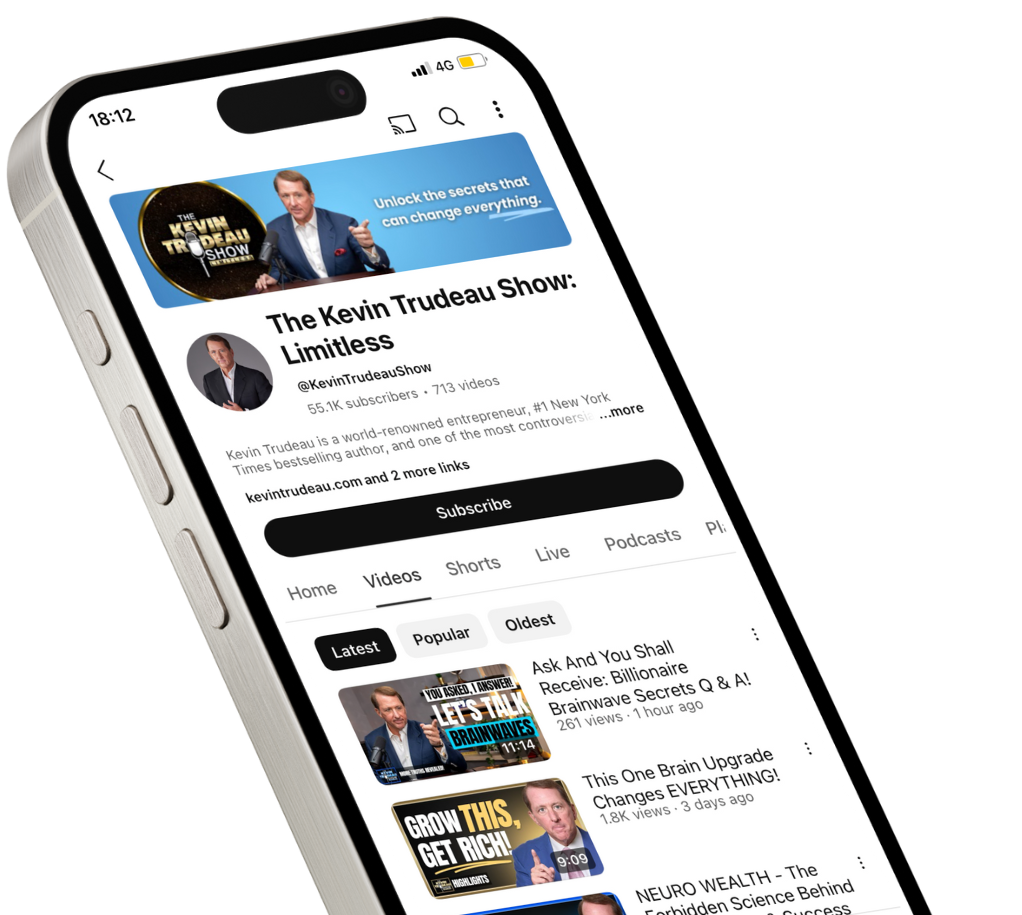 18:12
4G
THE
KEVIN
TRUDEAU
SHOW
LIMITLESS
Unlock the secrets that
can change everything.
The Kevin Trudeau Show:
Limitless
@KevinTrudeauShow
55.1K subscribers • 713 videos
Kevin Trudeau is a world-renowned entrepreneur, #1 New York
Times bestselling author, and one of the most controversi ...more
kevintrudeau.com and 2 more links
Subscribe
Home Videos Shorts Live Podcasts Pl
Latest Popular Oldest
YOU ASKED, I ANSWER!
LET'S TALK
BRAINWAVES
MORE TRUTHS REVEALED!
11:14
Ask And You Shall
Receive: Billionaire
Brainwave Secrets Q & A!
261 views · 1 hour ago
GROW THIS,
GET RICH!
HIGHLIGHTS
9:09
This One Brain Upgrade
Changes EVERYTHING!
1.8K views · 3 days ago
NEURO WEALTH - The
Forbidden Science Behind
Success